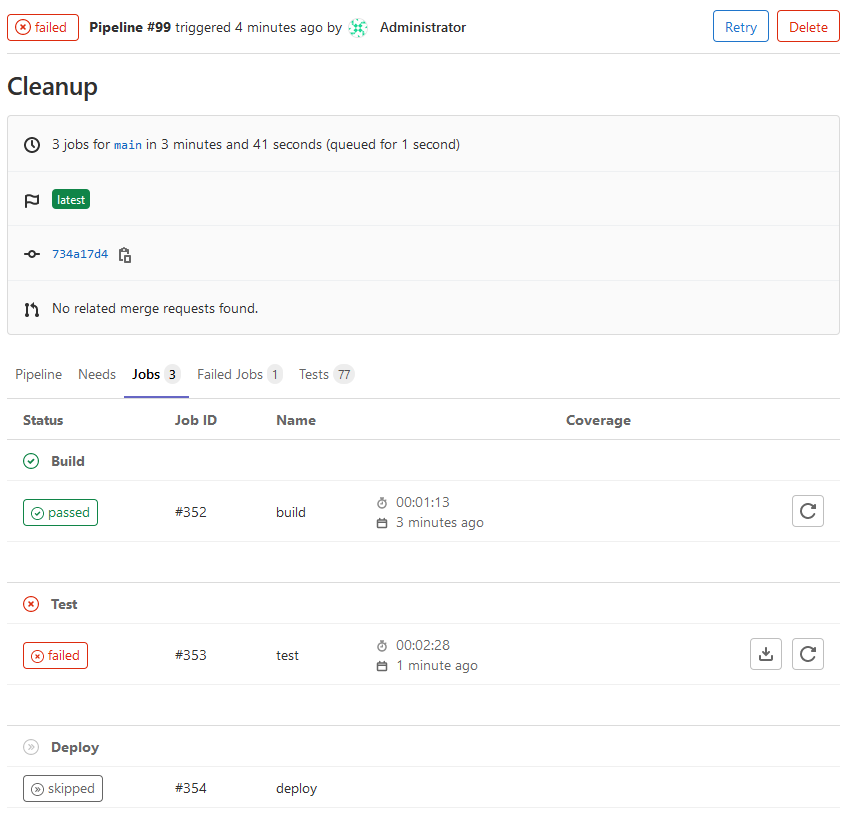 failed Pipeline #99 triggered 4 minutes ago by Administrator Retry Delete
Cleanup
3 jobs for main in 3 minutes and 41 seconds (queued for 1 second)
latest
734a17d4
No related merge requests found.
Pipeline Needs Jobs 3 Failed Jobs 1 Tests 77
Status Job ID Name Coverage
Build
passed #352 build 00:01:13
3 minutes ago
Test
failed #353 test 00:02:28
1 minute ago
Deploy
skipped #354 deploy